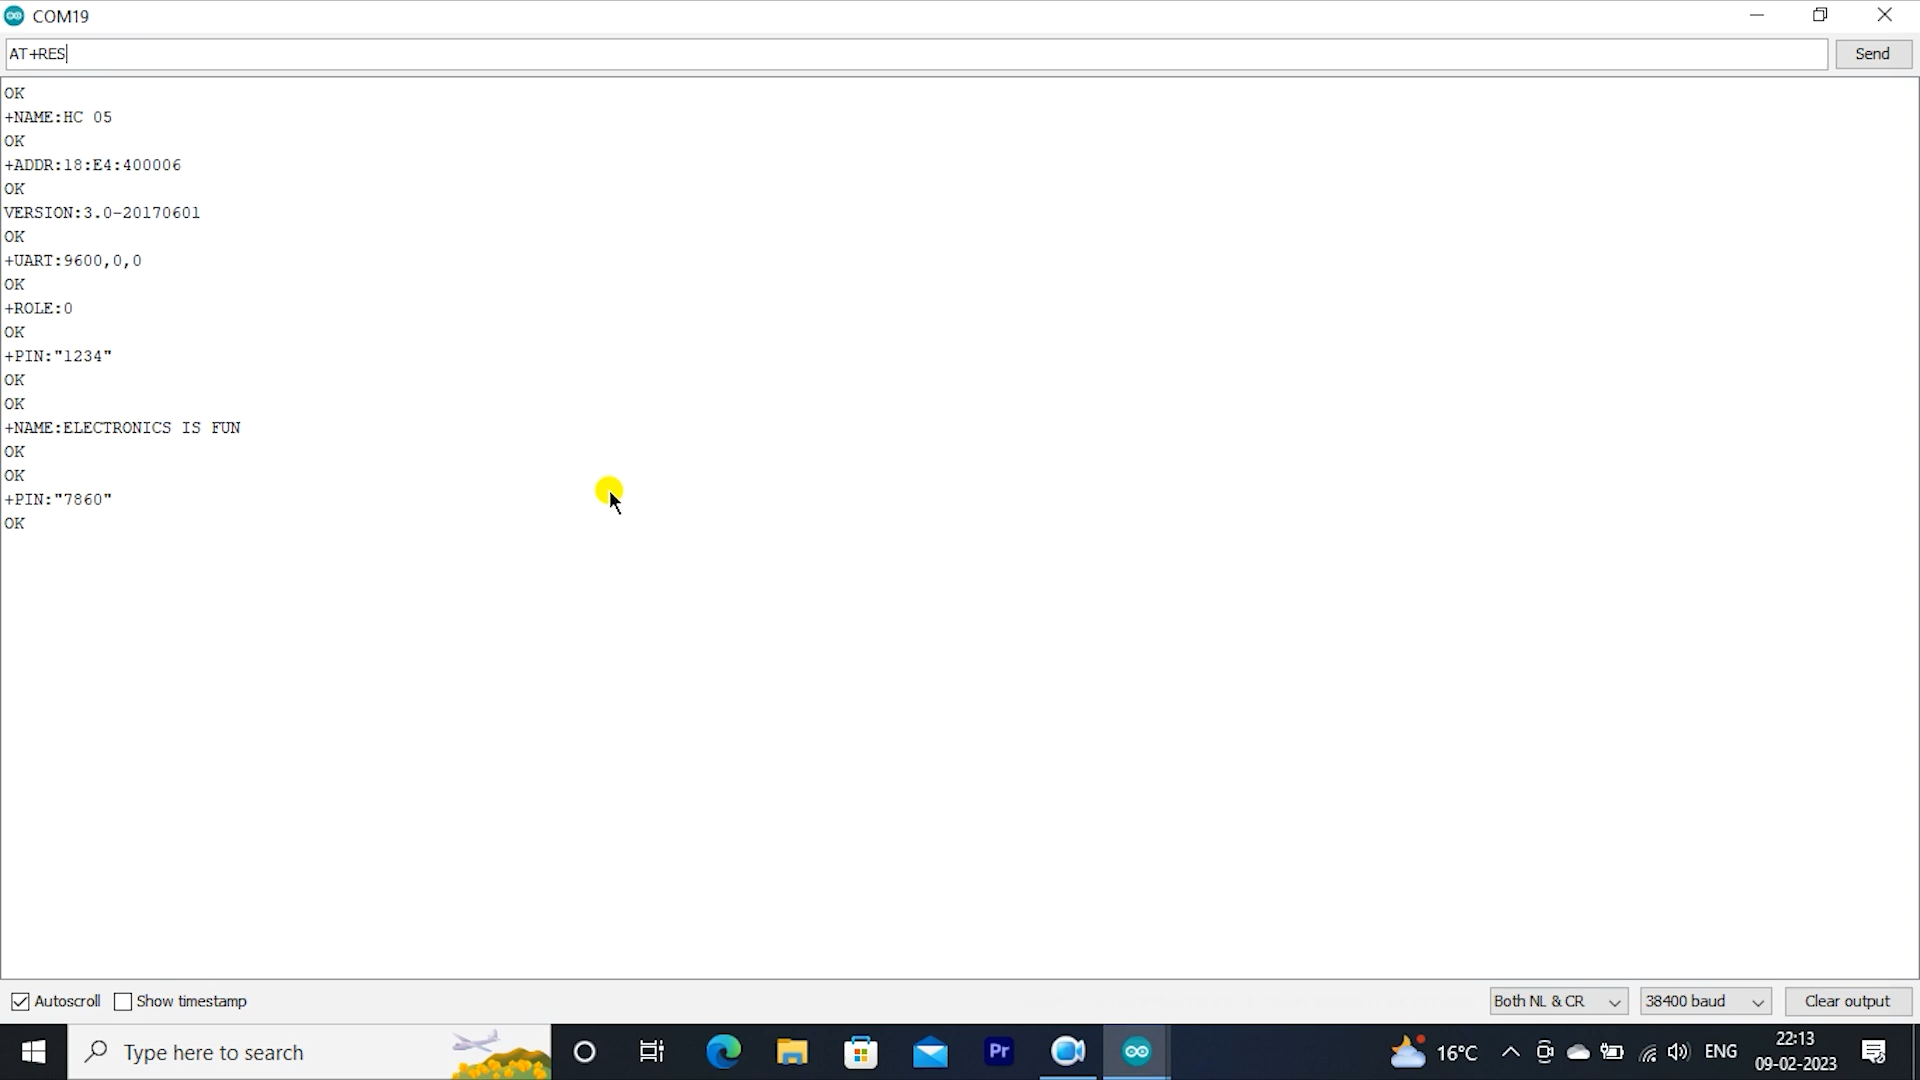 COM19
AT+RES
Send
OK
+NAME:HC 05
OK
+ADDR:18:E4:400006
OK
VERSION:3.0-20170601
OK
+UART:9600,0,0
OK
+ROLE:0
OK
+PIN:"1234"
OK
OK
+NAME:ELECTRONICS IS FUN
OK
OK
+PIN:"7860"
OK
Autoscroll Show timestamp Both NL & CR 38400 baud Clear output
Type here to search Pr 16°C ENG 22:13
09-02-2023